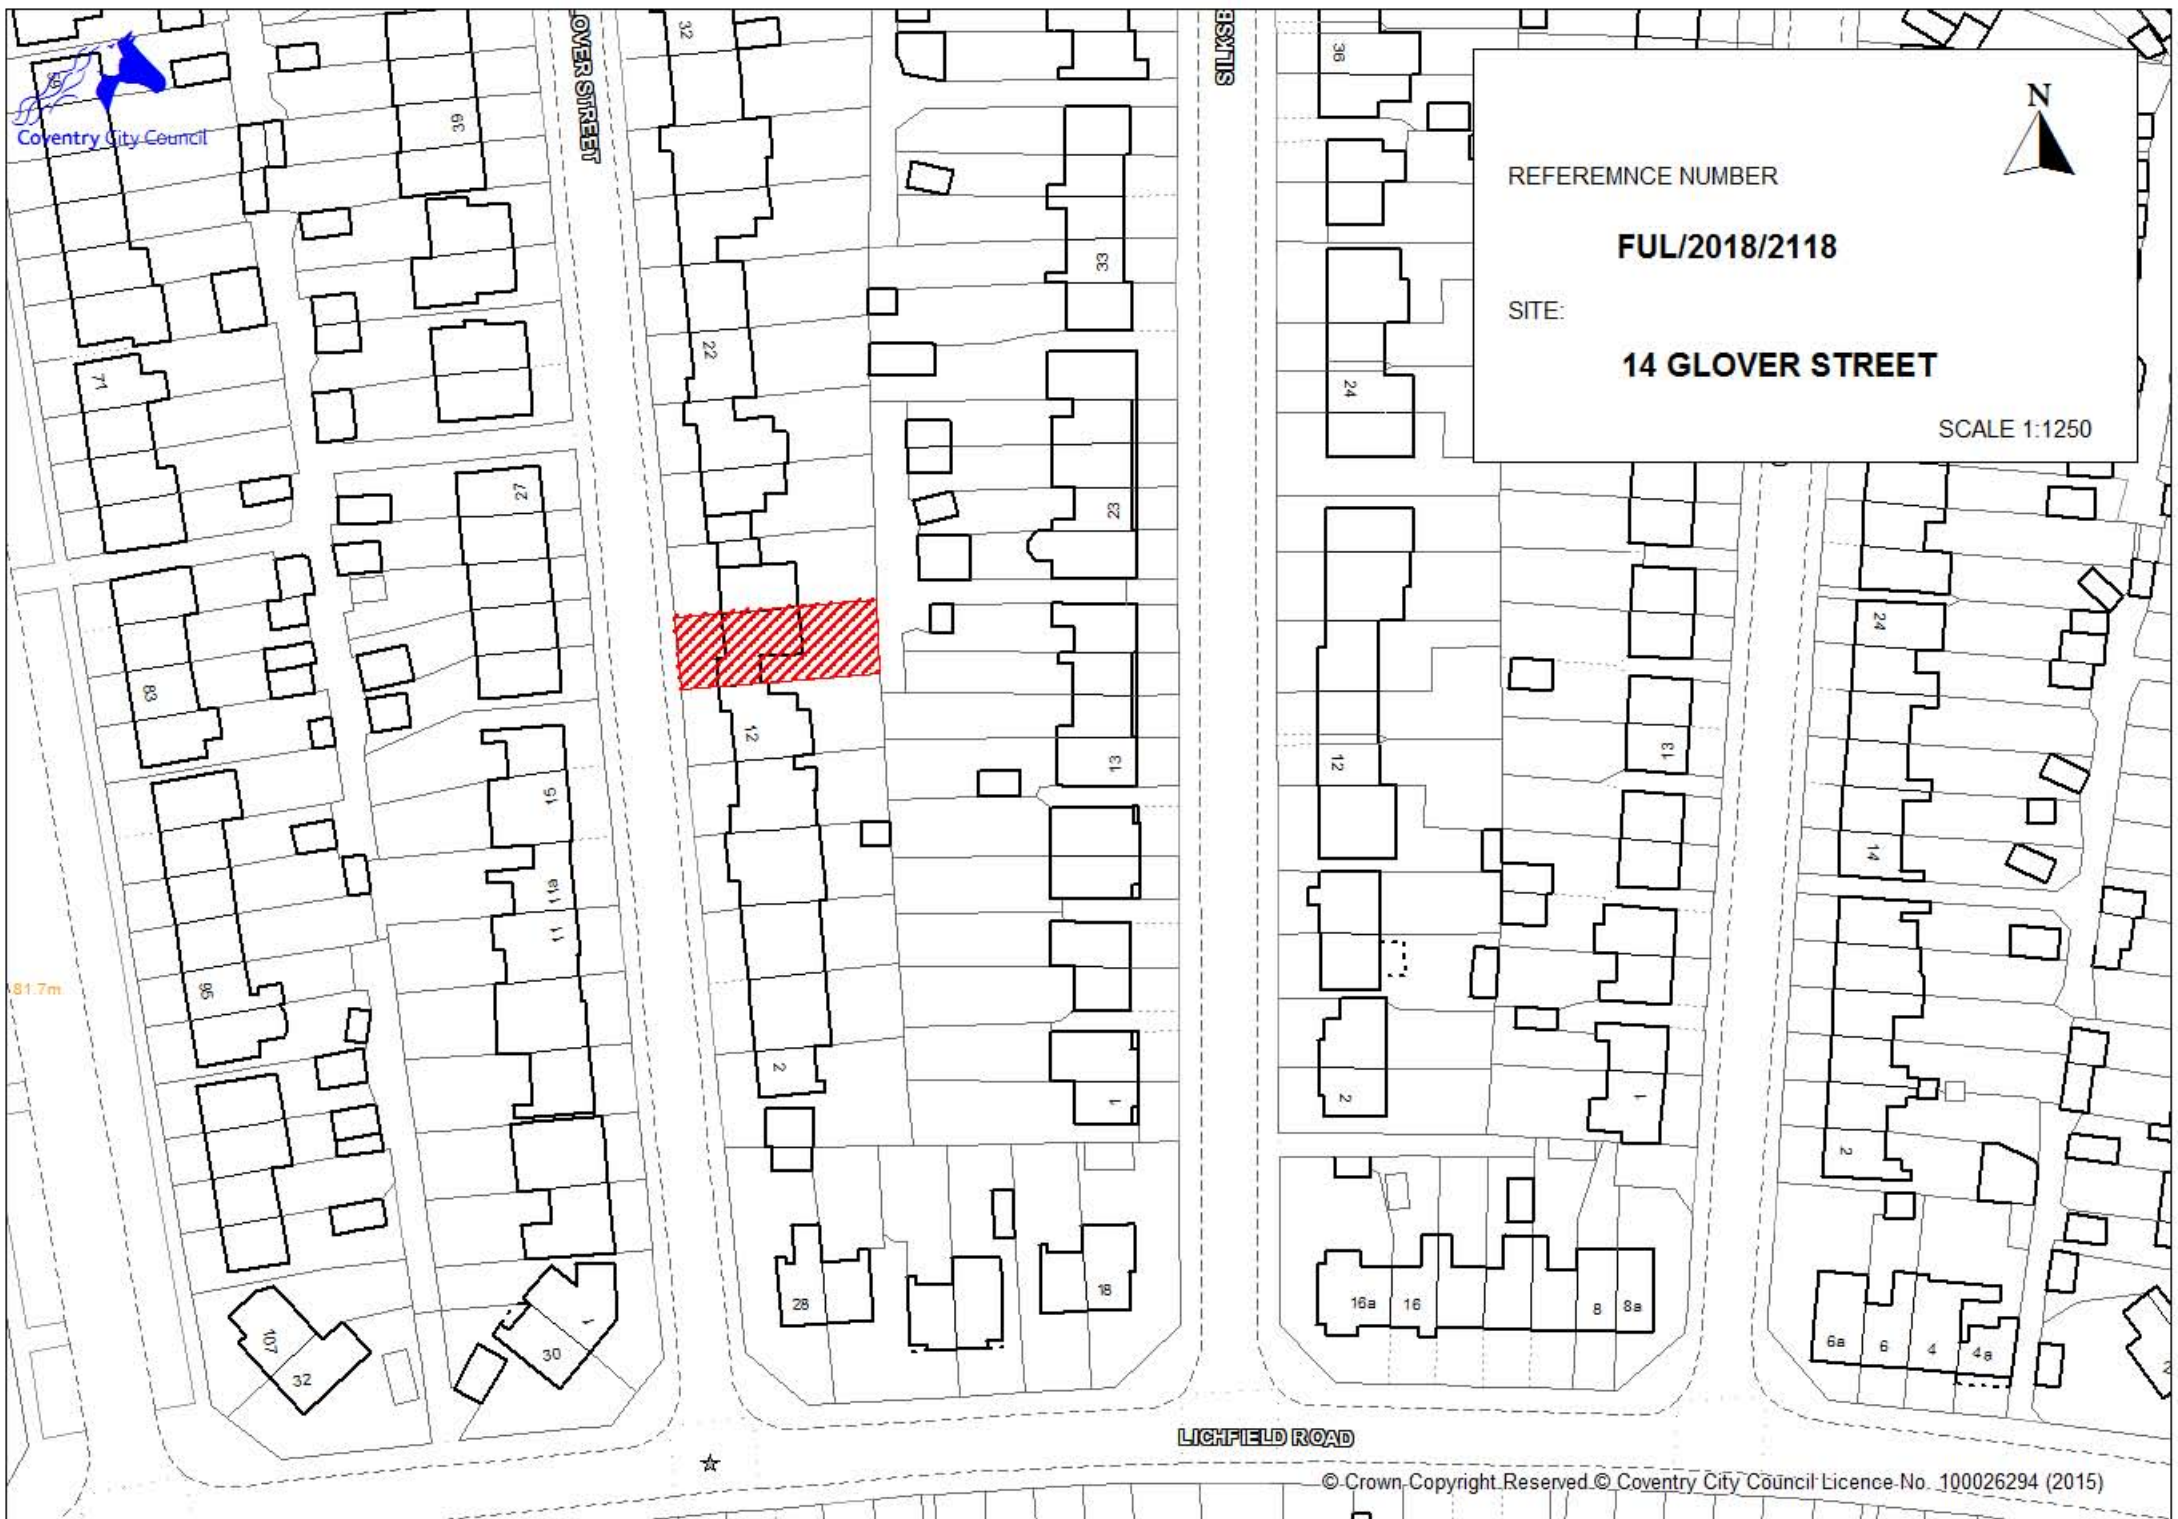 Coventry City Council
OVER STREET
SILKSB
N
REFEREMNCE NUMBER
FUL/2018/2118
SITE:
14 GLOVER STREET
SCALE 1:1250
32
39
36
33
22
71
24
27
23
24
83
12
13
12
13
15
11a
14
11
95
81.7m
2
1
2
1
2
28
18
16a
16
8
8a
107
32
1
30
6a
6
4
4a
2
LICHFIELD ROAD
© Crown Copyright Reserved © Coventry City Council Licence No. 100026294 (2015)